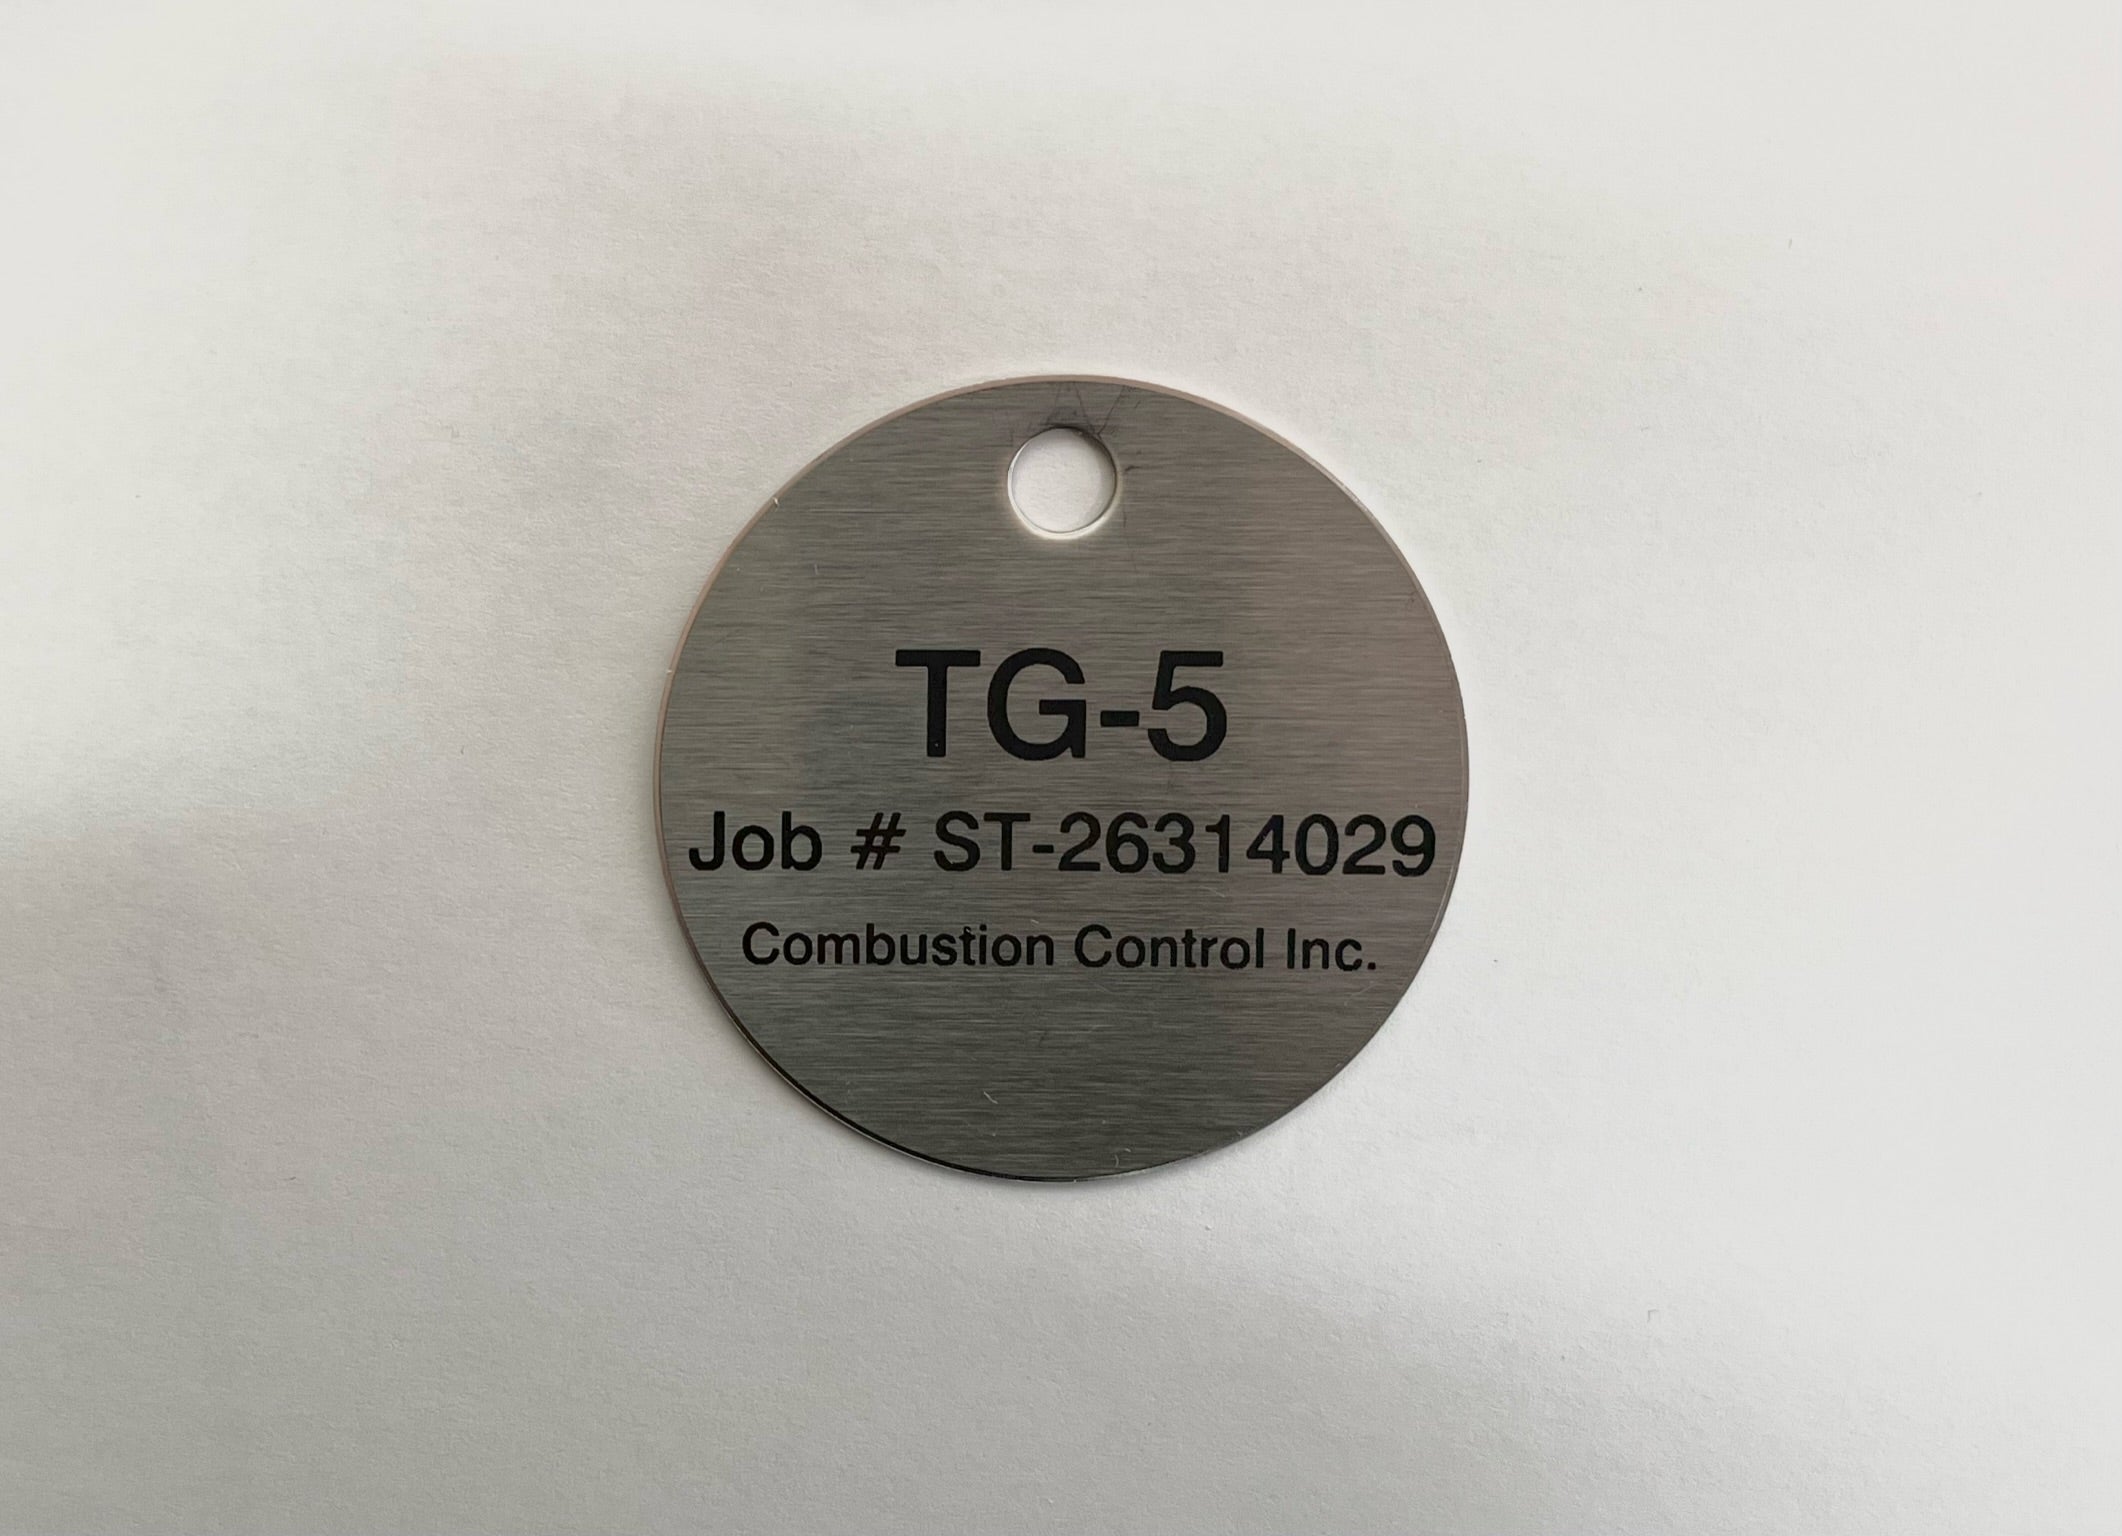 TG-5
Job # ST-26314029
Combustion Control Inc.